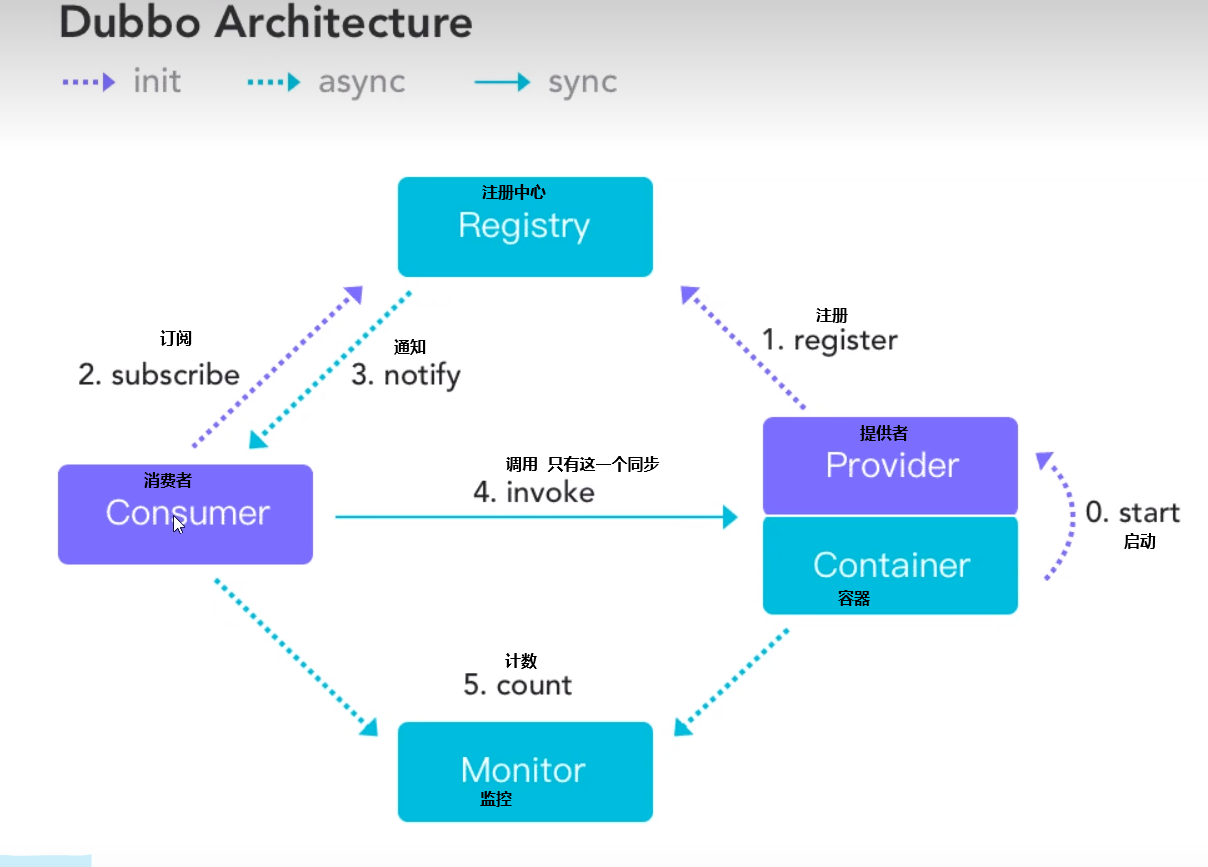 Dubbo Architecture
init async sync
注册中心
Registry
订阅
2. subscribe
通知
3. notify
注册
1. register
消费者
Consumer
调用 只有这一个同步
4. invoke
提供者
Provider
Container
容器
0. start
启动
计数
5. count
Monitor
监控